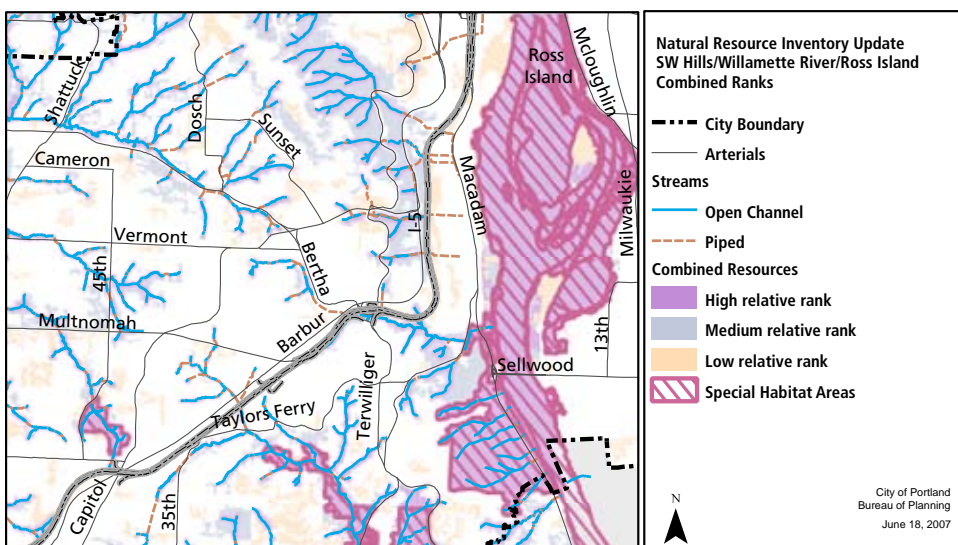 Ross
Island
Mcloughlin
Shattuck
Dosch
Sunset
Cameron
Macadam
Milwaukie
I-5
Vermont
45th
Bertha
Multnomah
Barbur
13th
Sellwood
Terwilliger
Taylors Ferry
Capitol
35th
Natural Resource Inventory Update
SW Hills/Willamette River/Ross Island
Combined Ranks
City Boundary
Arterials
Streams
Open Channel
Piped
Combined Resources
High relative rank
Medium relative rank
Low relative rank
Special Habitat Areas
N
City of Portland
Bureau of Planning
June 18, 2007